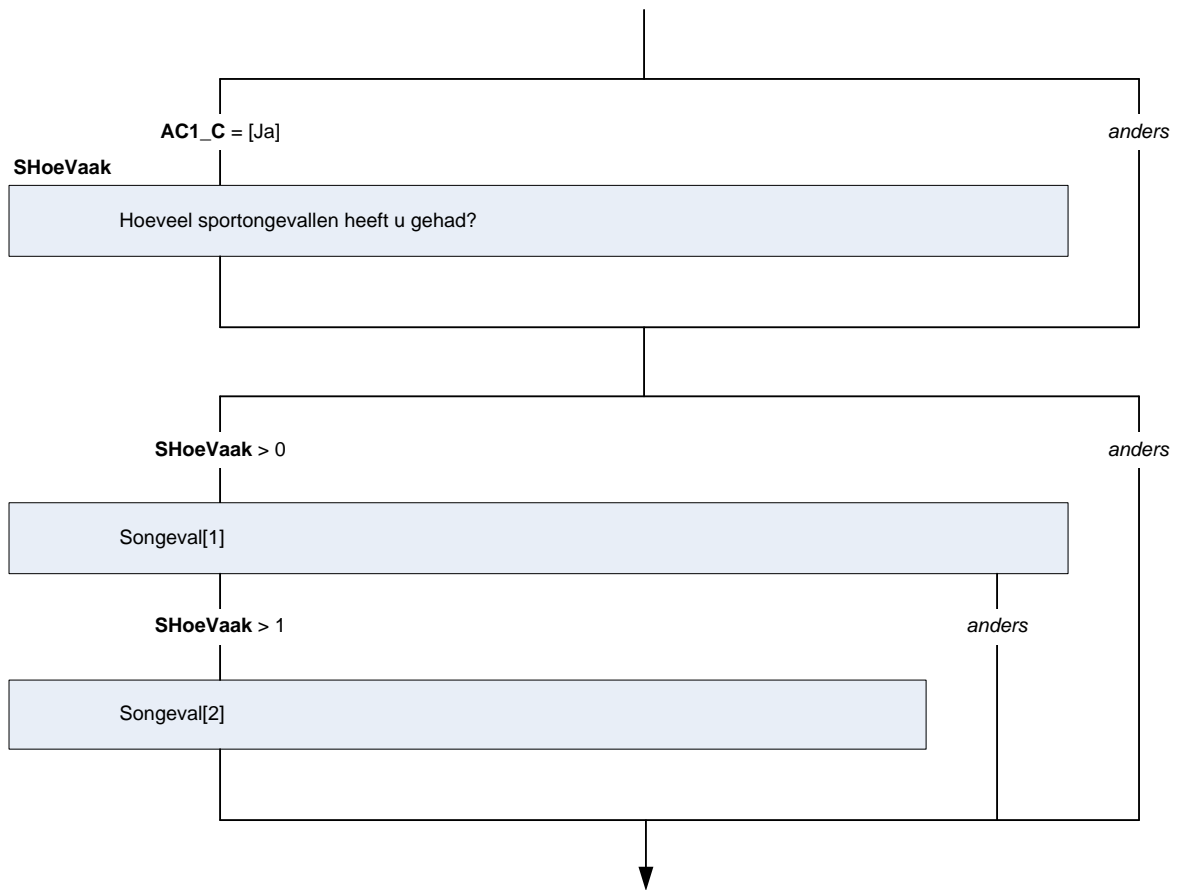 AC1_C = [Ja]
anders
SHoeVaak
Hoeveel sportongevallen heeft u gehad?
SHoeVaak > 0
anders
Songeval[1]
SHoeVaak > 1
anders
Songeval[2]